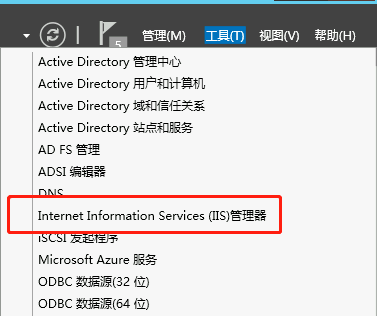 5 管理(M) 工具(T) 视图(V) 帮助(H)
Active Directory 管理中心
Active Directory 用户和计算机
Active Directory 域和信任关系
Active Directory 站点和服务
AD FS 管理
ADSI 编辑器
DNS
Internet Information Services (IIS)管理器
iSCSI 发起程序
Microsoft Azure 服务
ODBC 数据源(32 位)
ODBC 数据源(64 位)